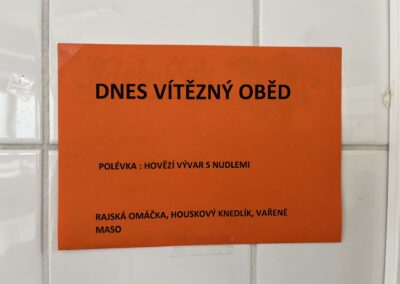 DNES VÍTĚZNÝ OBĚD
POLÉVKA : HOVĚZÍ VÝVAR S NUDLEMI
RAJSKÁ OMÁČKA, HOUSKOVÝ KNEDLÍK, VAŘENÉ
MASO